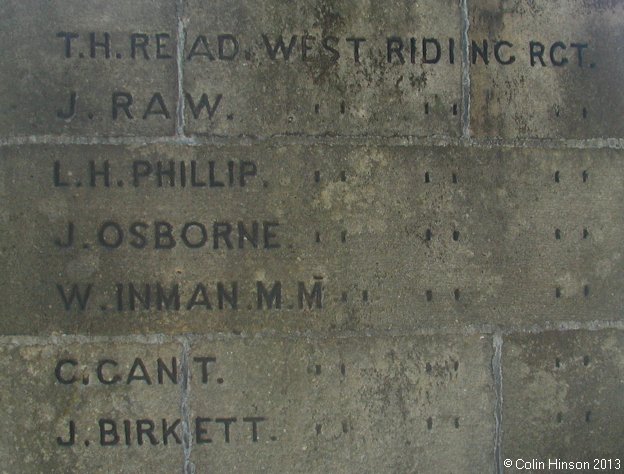 T.H.READ. WEST RIDING RGT.
J. RAW. " " "
L.H. PHILLIP. " " "
J. OSBORNE. " " "
W. INMAN. M.M " " "
C. CANT. " " "
J. BIRKETT. " " "
© Colin Hinson 2013